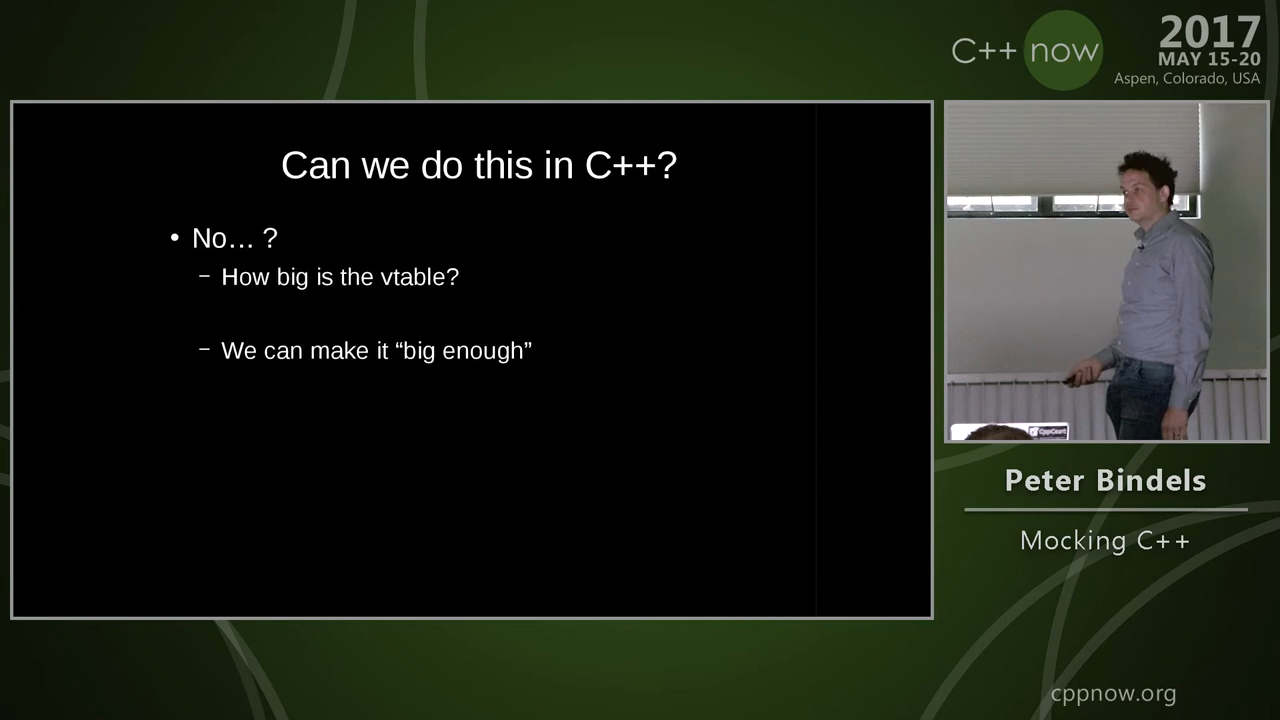 C++ now
2017
MAY 15-20
Aspen, Colorado, USA
Can we do this in C++?
• No… ?
– How big is the vtable?
– We can make it “big enough”
CppCast
Peter Bindels
Mocking C++
cppnow.org